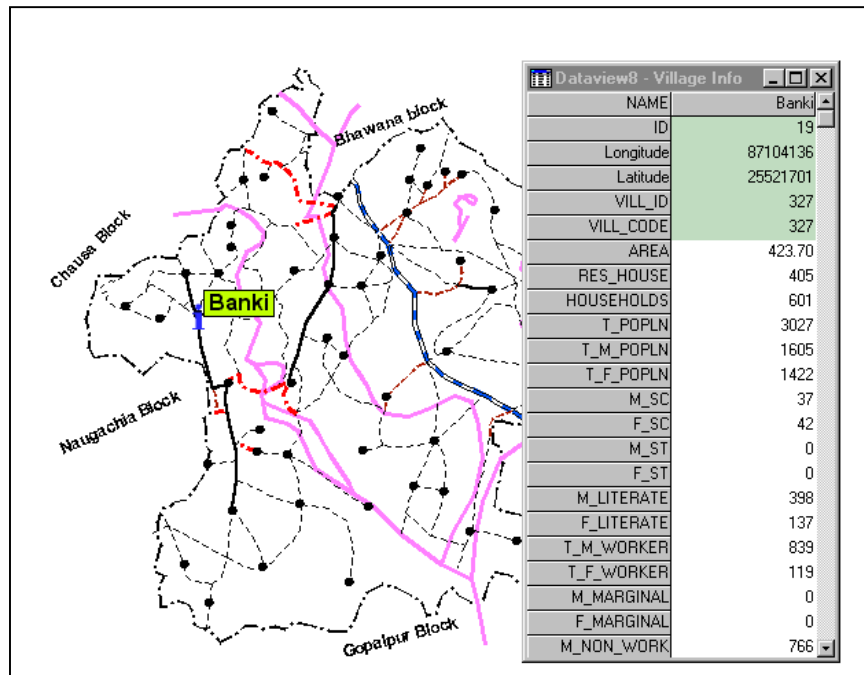 Bhawana block
Chausa Block
Banki
Naugachia Block
Gopalpur Block
Dataview8 - Village Info
NAME Banki
ID 19
Longitude 87104136
Latitude 25521701
VILL_ID 327
VILL_CODE 327
AREA 423.70
RES_HOUSE 405
HOUSEHOLDS 601
T_POPLN 3027
T_M_POPLN 1605
T_F_POPLN 1422
M_SC 37
F_SC 42
M_ST 0
F_ST 0
M_LITERATE 398
F_LITERATE 137
T_M_WORKER 839
T_F_WORKER 119
M_MARGINAL 0
F_MARGINAL 0
M_NON_WORK 766